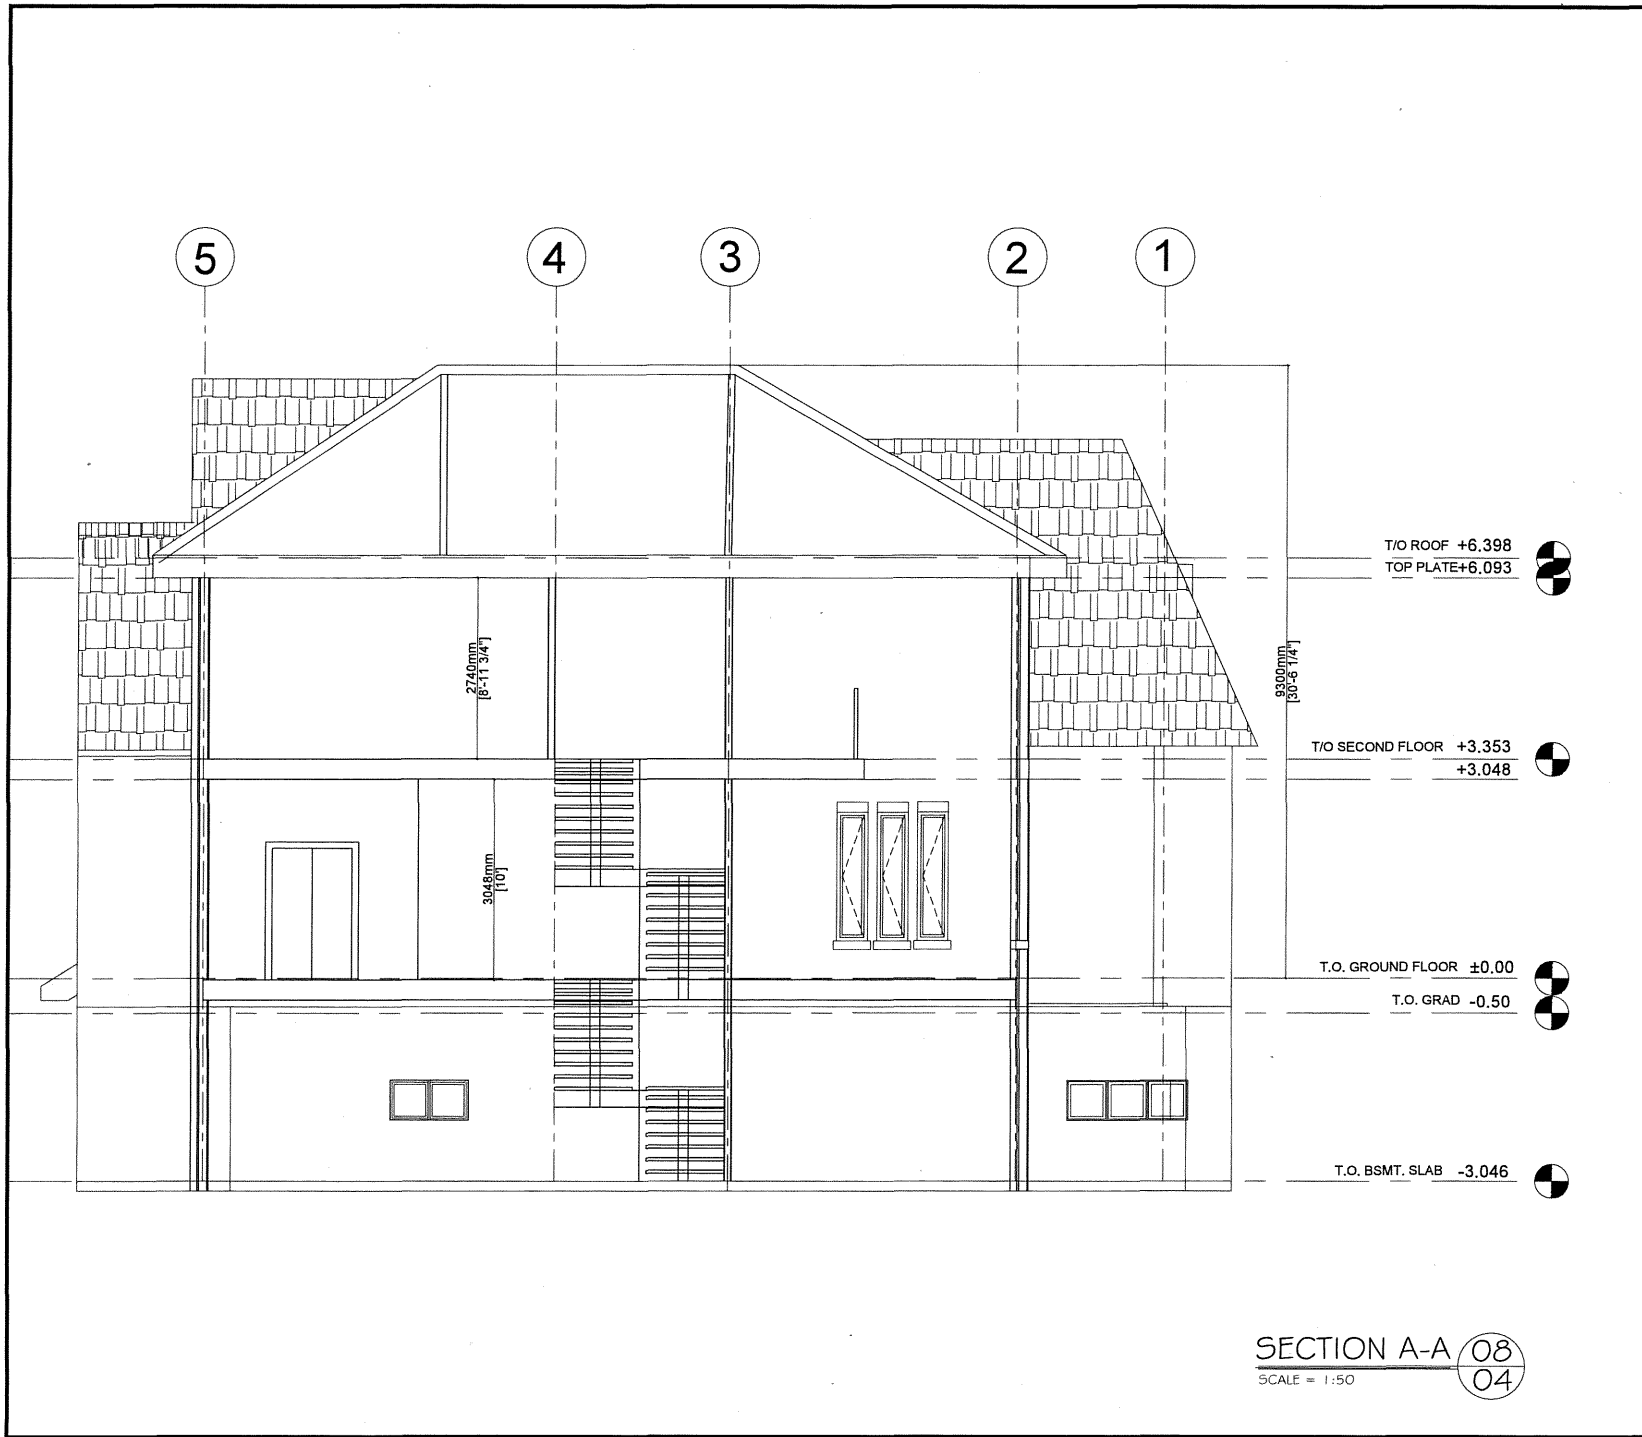 5 4 3 2 1
T/O ROOF +6.398
TOP PLATE+6.093
2740mm
[8'-11 3/4"]
9300mm
[30'-6 1/4"]
T/O SECOND FLOOR +3.353
+3.048
3048mm
[10']
T.O. GROUND FLOOR ±0.00
T.O. GRAD -0.50
T.O. BSMT. SLAB -3.046
SECTION A-A 08
SCALE = 1:50 04